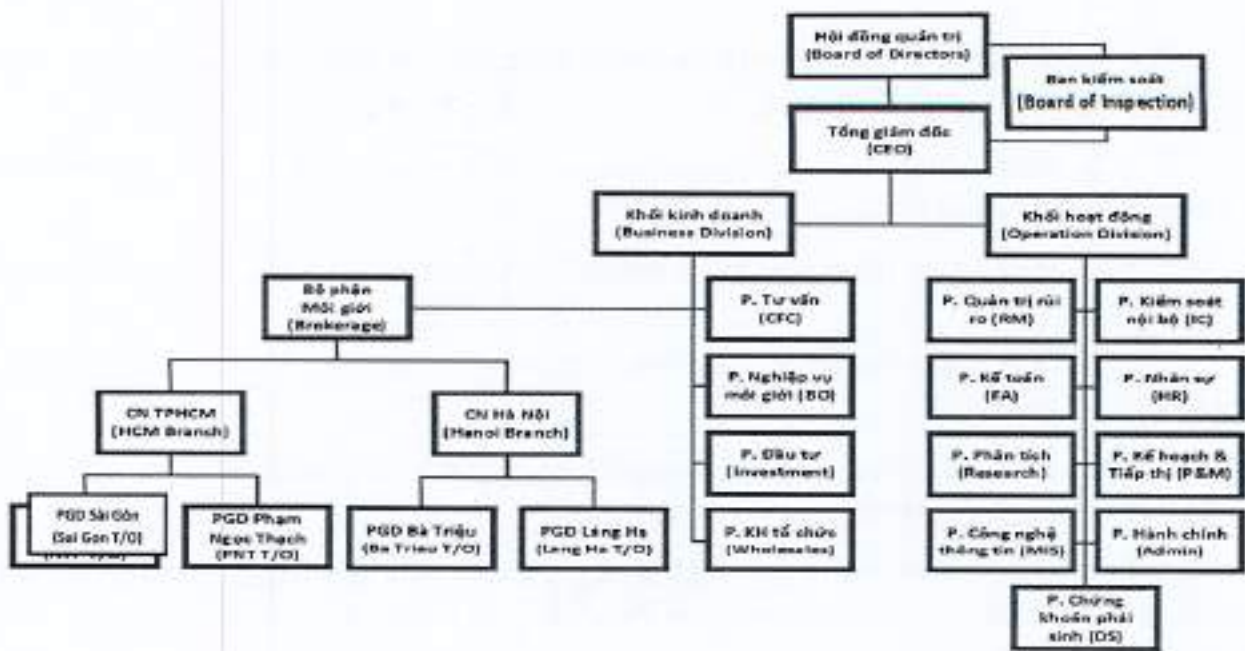 Hội đồng quản trị
(Board of Directors)
Ban kiểm soát
(Board of Inspection)
Tổng giám đốc
(CEO)
Khối kinh doanh
(Business Division)
Khối hoạt động
(Operation Division)
Bộ phận
Môi giới
(Brokerage)
P. Tư vấn
(CFC)
P. Quản trị rủi
ro (RM)
P. Kiểm soát
nội bộ (IC)
P. Nghiệp vụ
môi giới (BO)
P. Kế toán
(FA)
P. Nhân sự
(HR)
CN TPHCM
(HCM Branch)
CN Hà Nội
(Hanoi Branch)
P. Đầu tư
(Investment)
P. Phân tích
(Research)
P. Kế hoạch &
Tiếp thị (P&M)
PGD Sài Gòn
(Sai Gon T/O)
PGD Phạm
Ngọc Thạch
(PNT T/O)
PGD Bà Triệu
(Ba Trieu T/O)
PGD Láng Hạ
(Lang Ha T/O)
P. KH tổ chức
(Wholesales)
P. Công nghệ
thông tin (MIS)
P. Hành chính
(Admin)
P. Chứng
khoán phái
sinh (DS)